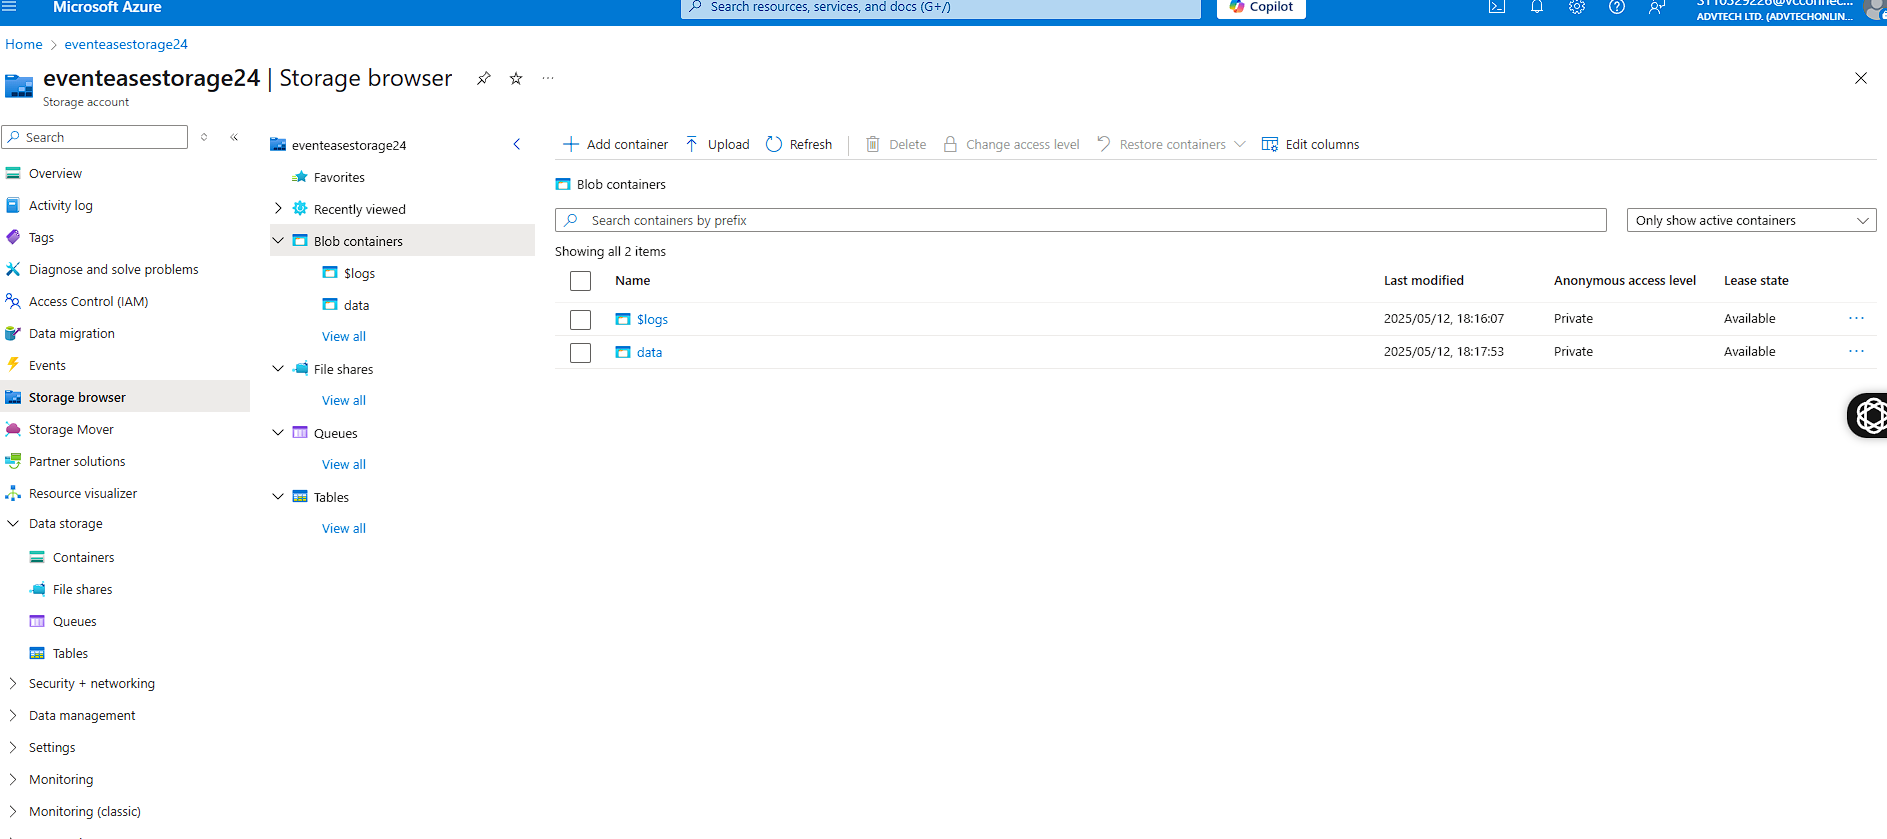 Microsoft Azure
Search resources, services, and docs (G+/)
Copilot
ADVTECH LTD. (ADVTECHONLIN...
Home > eventeasestorage24
eventeasestorage24 | Storage browser
Storage account
Search
Overview
Activity log
Tags
Diagnose and solve problems
Access Control (IAM)
Data migration
Events
Storage browser
Storage Mover
Partner solutions
Resource visualizer
Data storage
Containers
File shares
Queues
Tables
Security + networking
Data management
Settings
Monitoring
Monitoring (classic)
eventeasestorage24
Favorites
Recently viewed
Blob containers
$logs
data
View all
File shares
View all
Queues
View all
Tables
View all
Add container Upload Refresh Delete Change access level Restore containers Edit columns
Blob containers
Search containers by prefix
Only show active containers
Showing all 2 items
Name Last modified Anonymous access level Lease state
$logs 2025/05/12, 18:16:07 Private Available
data 2025/05/12, 18:17:53 Private Available